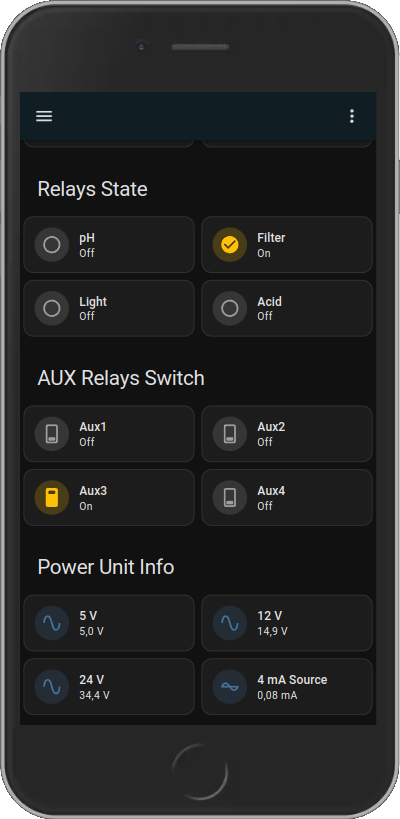 Relays State
pH
Off
Filter
On
Light
Off
Acid
Off
AUX Relays Switch
Aux1
Off
Aux2
Off
Aux3
On
Aux4
Off
Power Unit Info
5 V
5,0 V
12 V
14,9 V
24 V
34,4 V
4 mA Source
0,08 mA